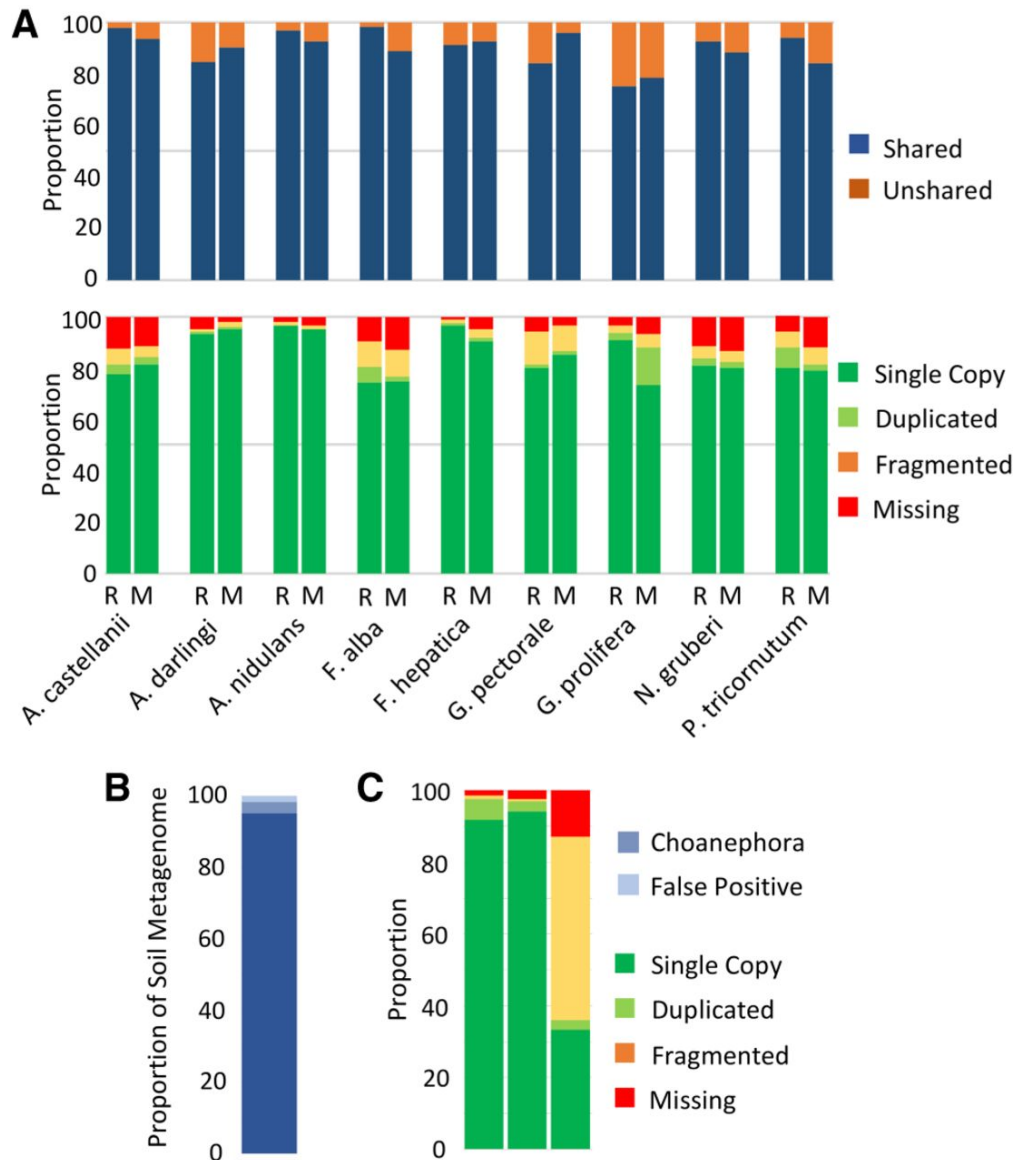 A
100
80
60
40
20
0
Proportion
Shared
Unshared
100
80
60
40
20
0
Proportion
Single Copy
Duplicated
Fragmented
Missing
R M R M R M R M R M R M R M R M R M
A. castellanii
A. darlingi
A. nidulans
F. alba
F. hepatica
G. pectorale
G. prolifera
N. gruberi
P. tricornutum
B
Proportion of Soil Metagenome
100
80
60
40
20
0
C
Proportion
100
80
60
40
20
0
Choanephora
False Positive
Single Copy
Duplicated
Fragmented
Missing